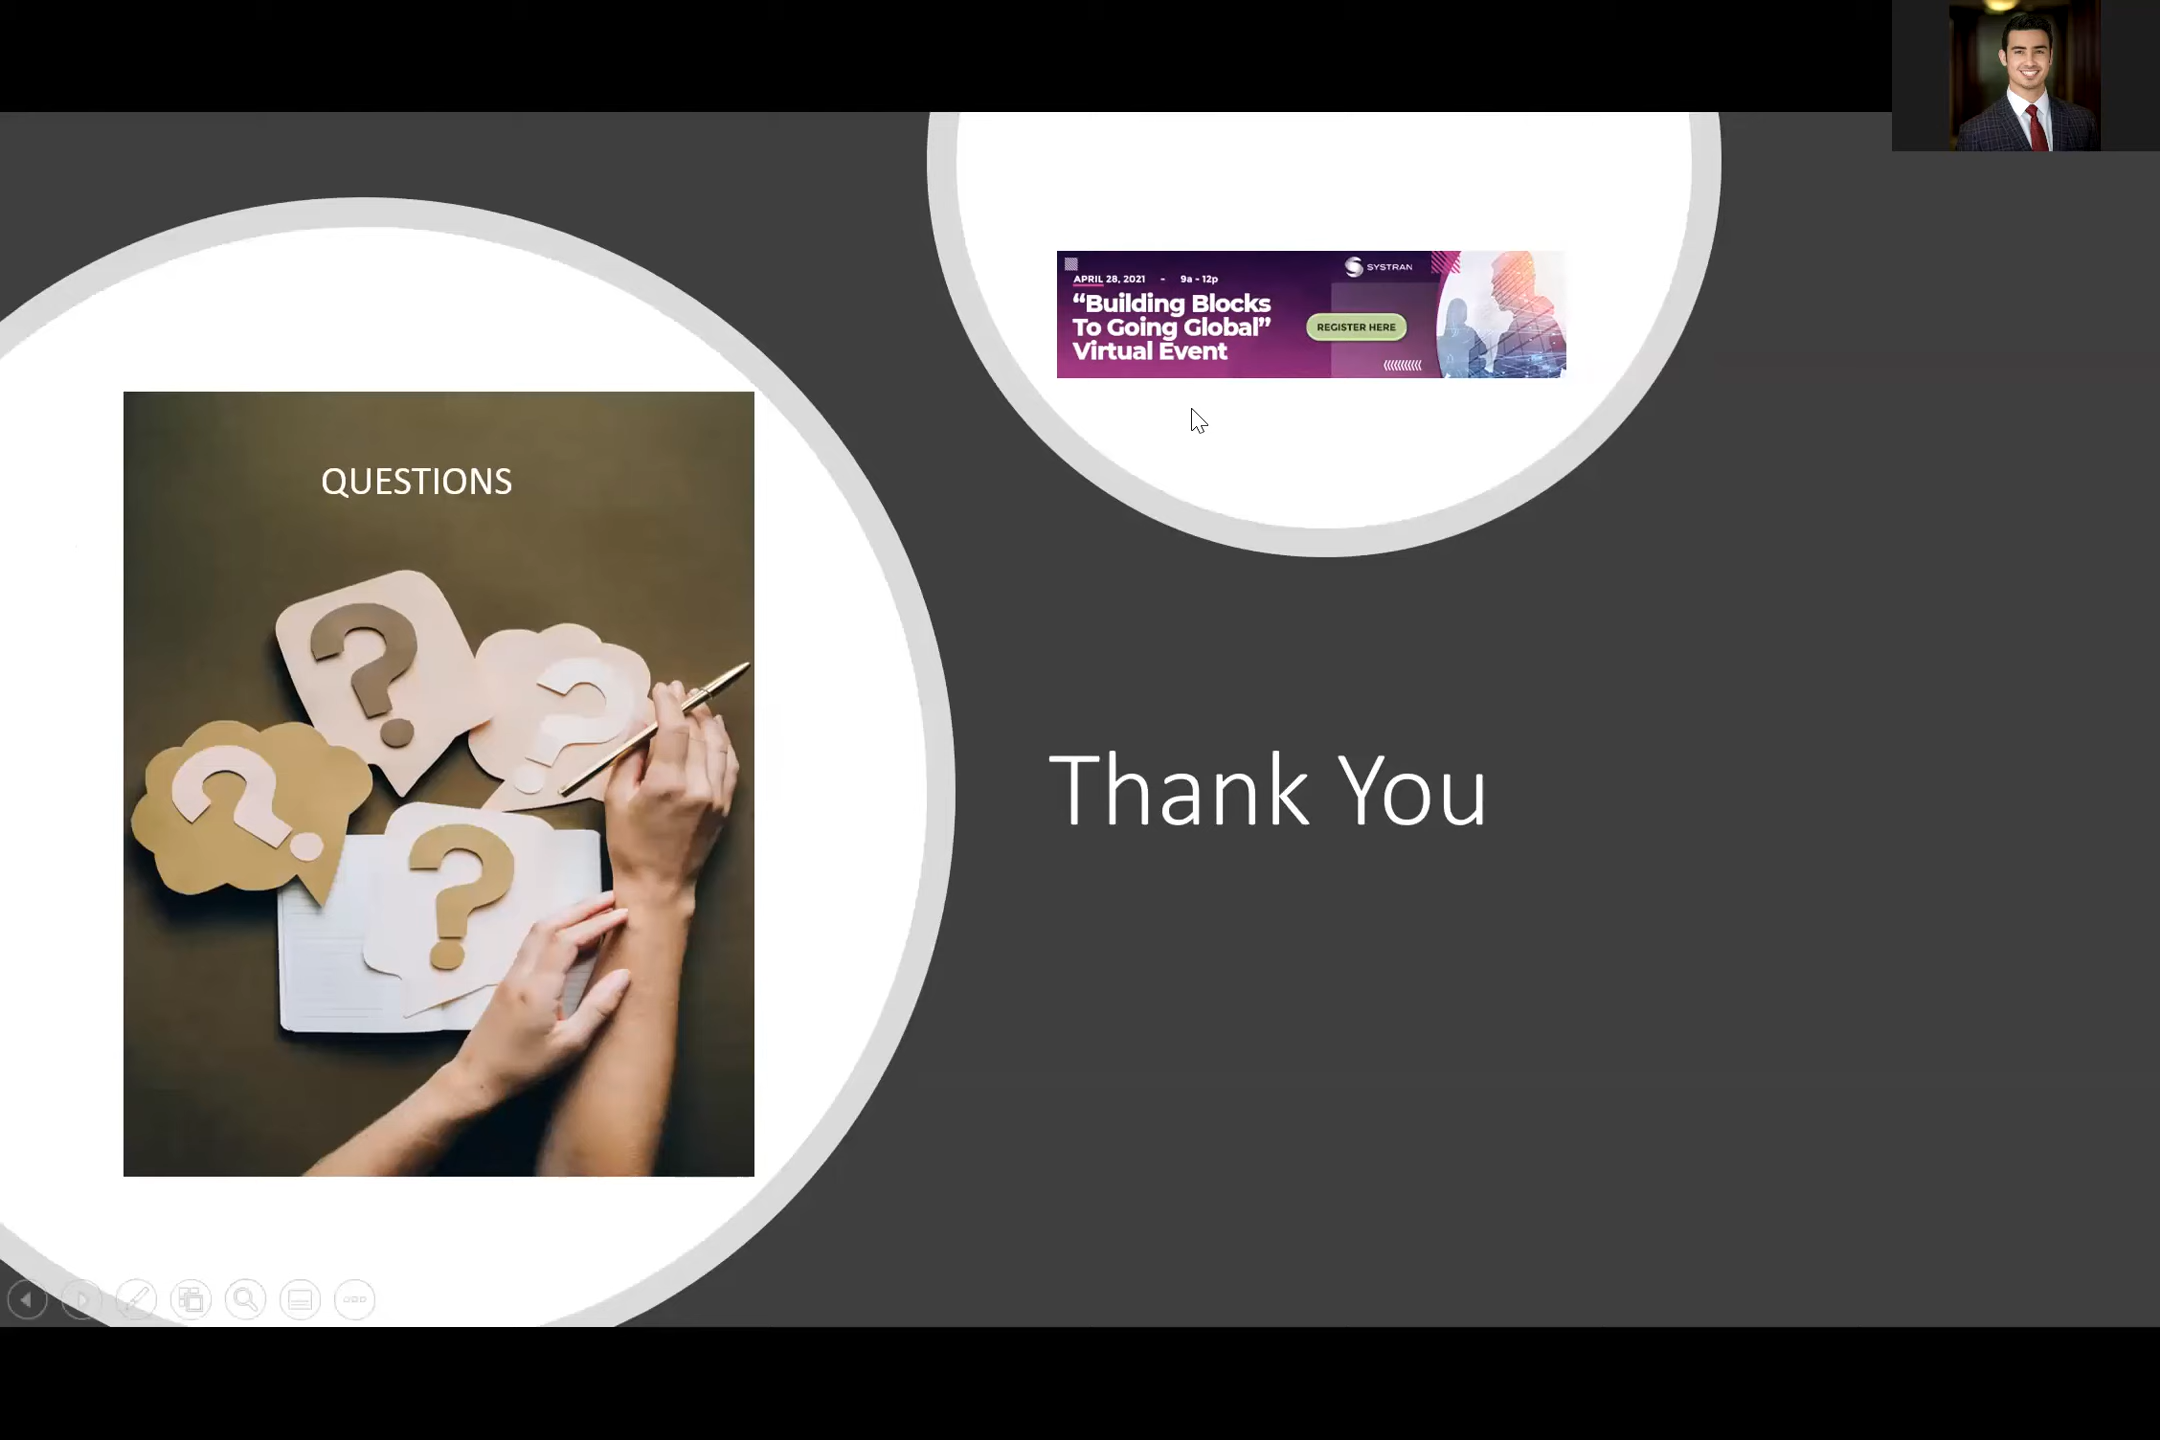 APRIL 28, 2021 - 9a - 12p
SYSTRAN
“Building Blocks
To Going Global”
Virtual Event
REGISTER HERE
QUESTIONS
Thank You